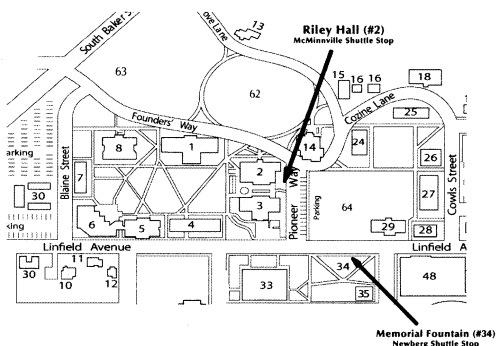 South Baker S
ove Lane
13
Riley Hall (#2)
McMinnville Shuttle Stop
63
62
15
16
16
18
Founders' Way
Cozine Lane
25
8
1
14
24
2
26
arking
Blaine Street
7
Pioneer Way
Cowls Street
30
3
Parking
64
27
6
5
4
29
28
king
Linfield Avenue
Linfield A
30
11
10
12
33
34
35
48
Memorial Fountain (#34)
Newberg Shuttle Stop